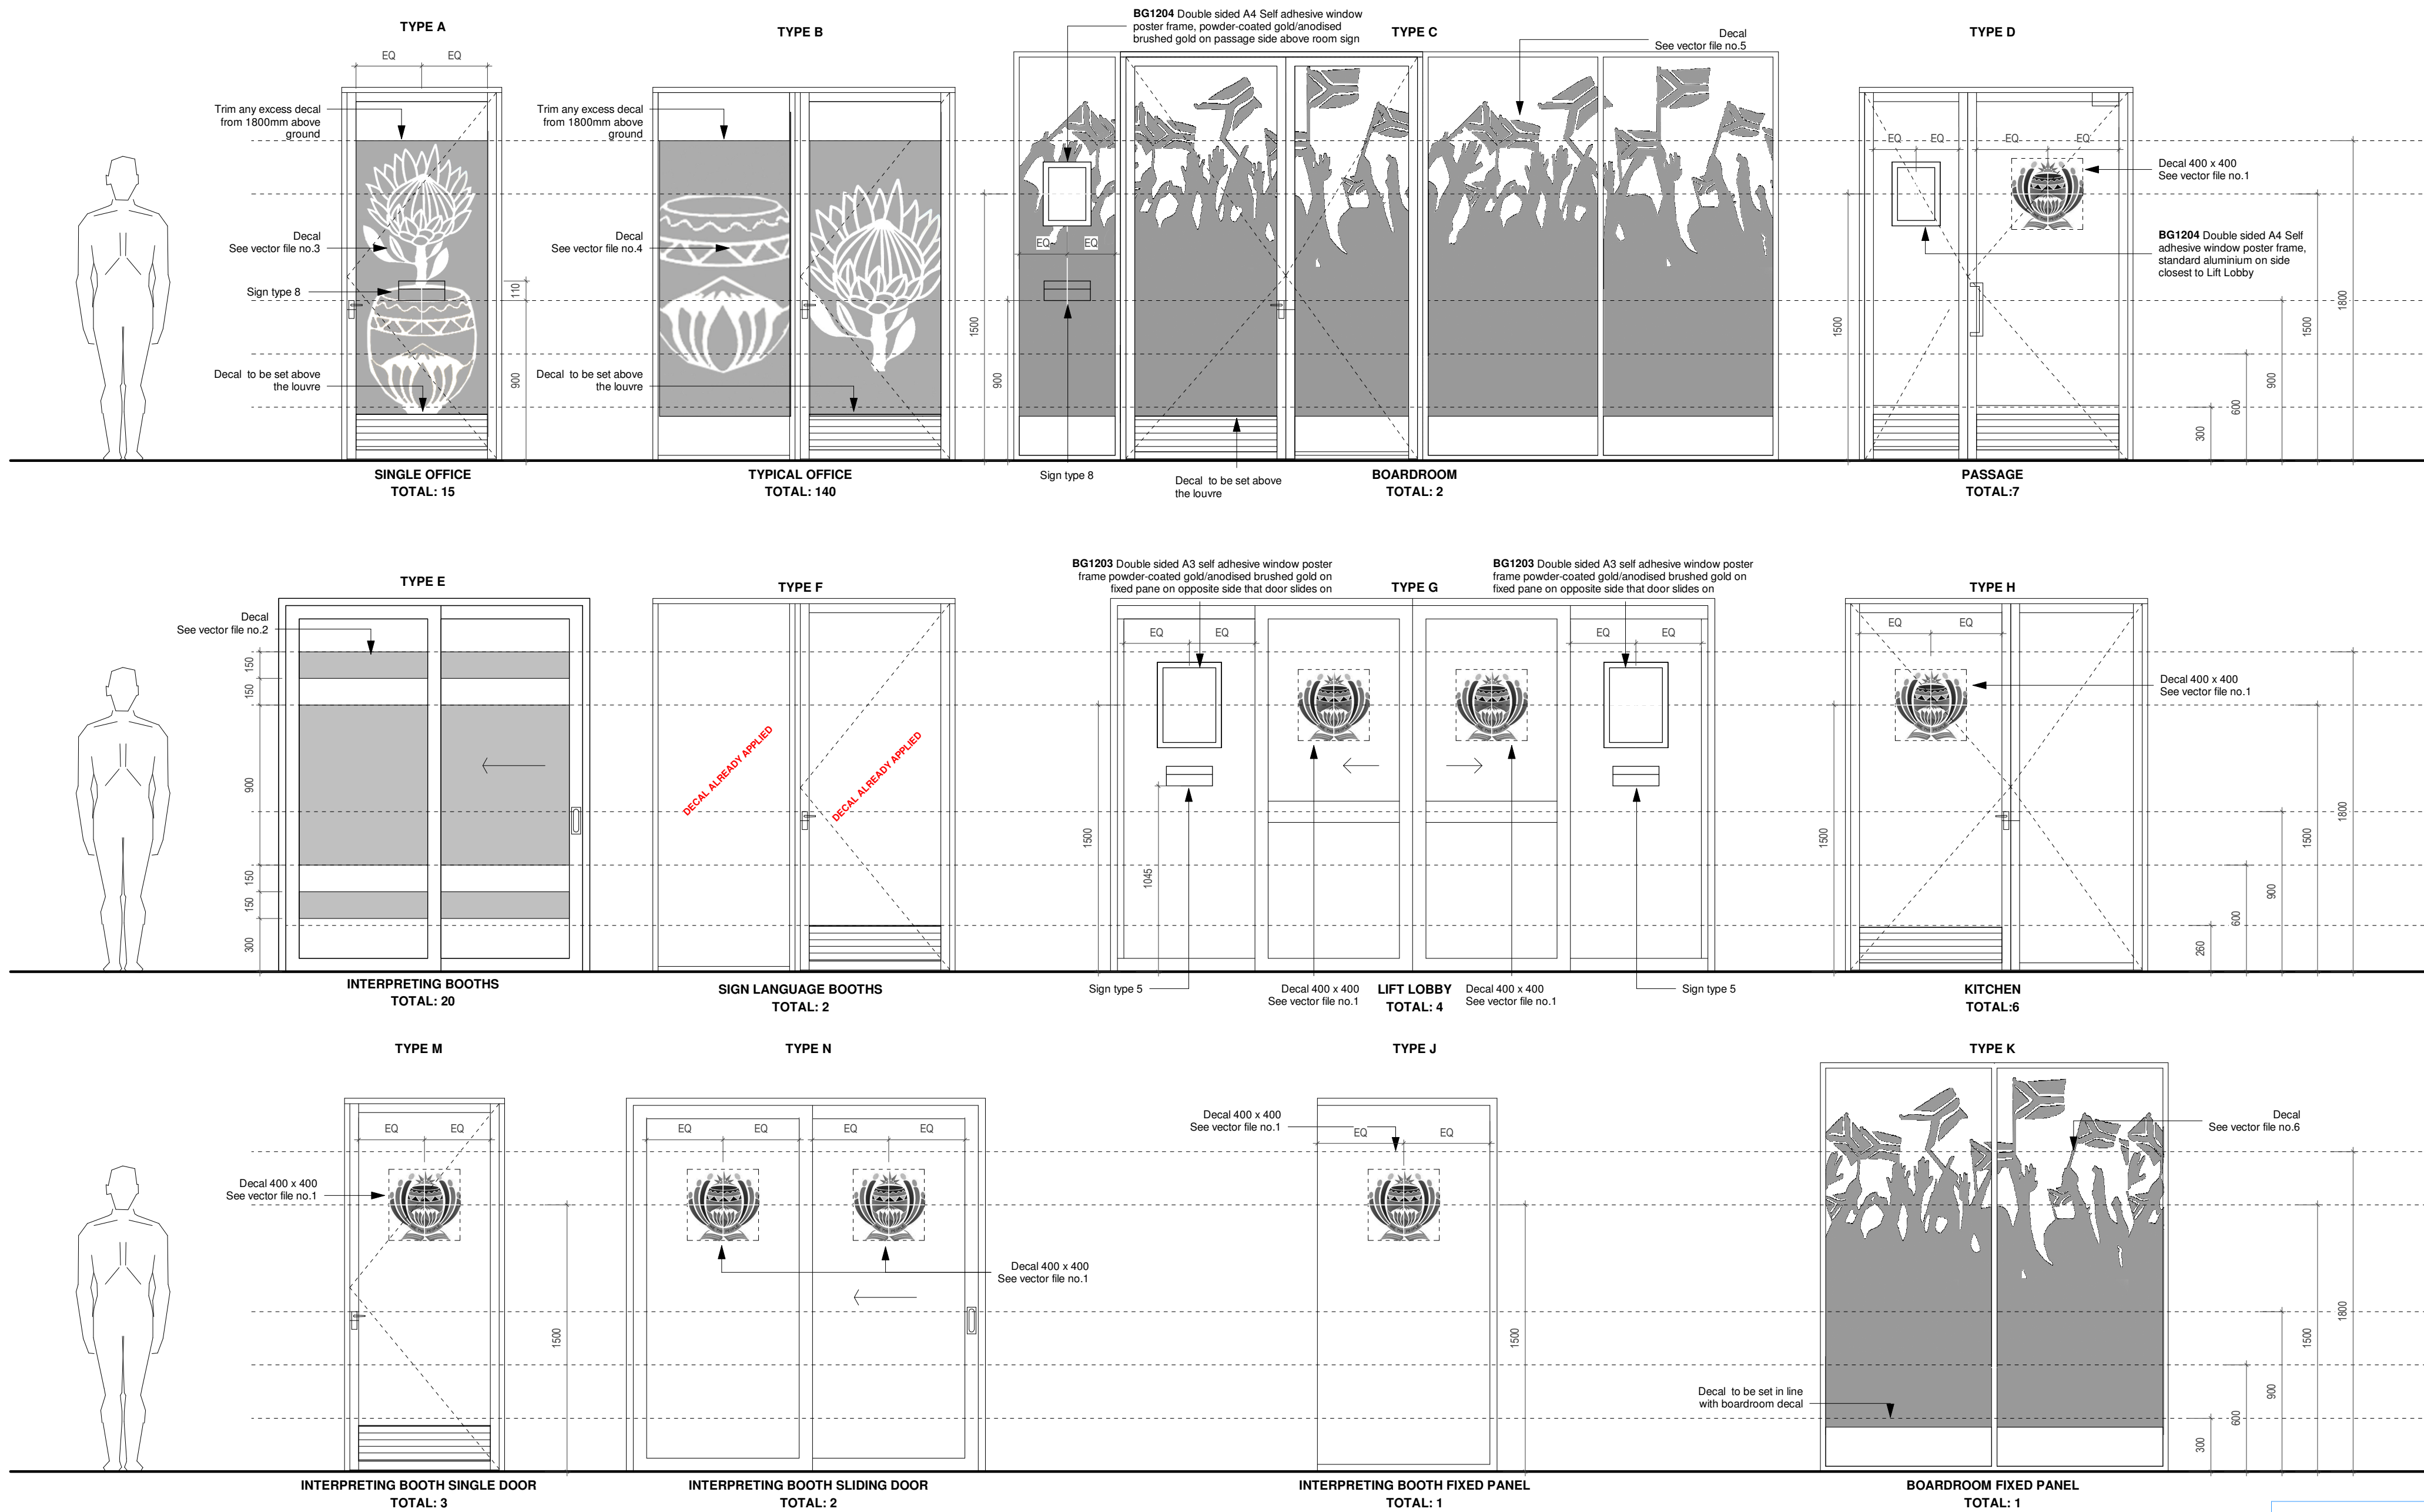 TYPE A
EQ
EQ
Trim any excess decal
from 1800mm above
ground
Decal
See vector file no.3
Sign type 8
Decal to be set above
the louvre
110
900
SINGLE OFFICE
TOTAL: 15
TYPE B
Trim any excess decal
from 1800mm above
ground
Decal
See vector file no.4
Decal to be set above
the louvre
TYPICAL OFFICE
TOTAL: 140
BG1204 Double sided A4 Self adhesive window
poster frame, powder-coated gold/anodised
brushed gold on passage side above room sign
TYPE C
Decal
See vector file no.5
EQ
EQ
1500
900
Sign type 8
Decal to be set above
the louvre
BOARDROOM
TOTAL: 2
TYPE D
EQ
EQ
EQ
EQ
Decal 400 x 400
See vector file no.1
BG1204 Double sided A4 Self
adhesive window poster frame,
standard aluminium on side
closest to Lift Lobby
1500
300
600
900
1500
1800
PASSAGE
TOTAL:7
TYPE E
Decal
See vector file no.2
150
150
900
150
150
300
INTERPRETING BOOTHS
TOTAL: 20
TYPE F
DECAL ALREADY APPLIED
DECAL ALREADY APPLIED
SIGN LANGUAGE BOOTHS
TOTAL: 2
BG1203 Double sided A3 self adhesive window poster
frame powder-coated gold/anodised brushed gold on
fixed pane on opposite side that door slides on
TYPE G
BG1203 Double sided A3 self adhesive window poster
frame powder-coated gold/anodised brushed gold on
fixed pane on opposite side that door slides on
EQ
EQ
EQ
EQ
1500
1045
Sign type 5
Decal 400 x 400
See vector file no.1
LIFT LOBBY
TOTAL: 4
Decal 400 x 400
See vector file no.1
Sign type 5
TYPE H
EQ
EQ
Decal 400 x 400
See vector file no.1
1500
260
600
900
1500
1800
KITCHEN
TOTAL:6
TYPE M
EQ
EQ
Decal 400 x 400
See vector file no.1
1500
INTERPRETING BOOTH SINGLE DOOR
TOTAL: 3
TYPE N
EQ
EQ
EQ
EQ
Decal 400 x 400
See vector file no.1
INTERPRETING BOOTH SLIDING DOOR
TOTAL: 2
TYPE J
Decal 400 x 400
See vector file no.1
EQ
EQ
1500
INTERPRETING BOOTH FIXED PANEL
TOTAL: 1
TYPE K
Decal
See vector file no.6
Decal to be set in line
with boardroom decal
300
600
900
1500
1800
BOARDROOM FIXED PANEL
TOTAL: 1